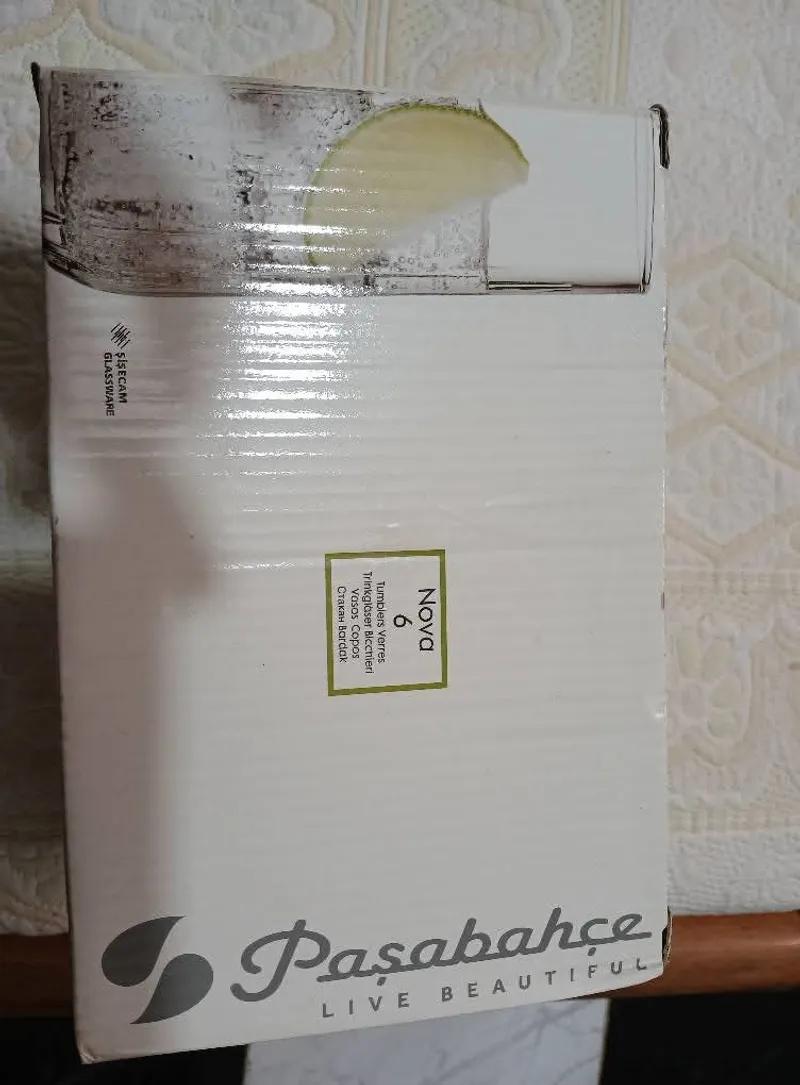 ŞİŞECAM
GLASSWARE
Nova
6
Tumblers Verres
Trinkgläser Bicchieri
Vasos Copos
Стакан Bardak
Paşabahçe
LIVE BEAUTIFUL